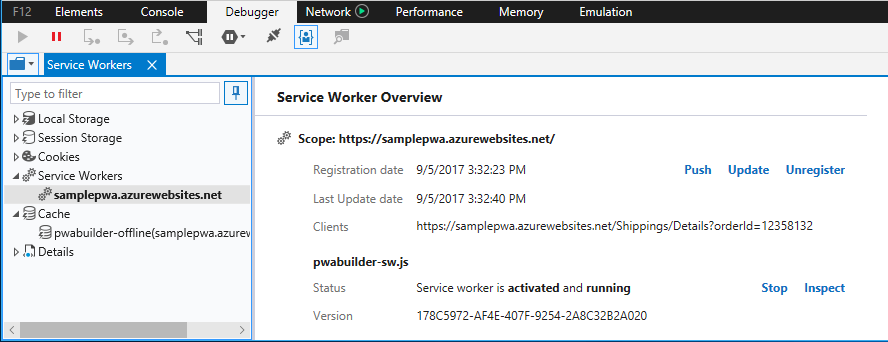 F12 Elements Console Debugger Network Performance Memory Emulation
Service Workers
Type to filter
Local Storage
Session Storage
Cookies
Service Workers
samplepwa.azurewebsites.net
Cache
pwabuilder-offline(samplepwa.azurew
Details
Service Worker Overview
Scope: https://samplepwa.azurewebsites.net/
Registration date 9/5/2017 3:32:23 PM Push Update Unregister
Last Update date 9/5/2017 3:32:40 PM
Clients https://samplepwa.azurewebsites.net/Shippings/Details?orderId=12358132
pwabuilder-sw.js
Status Service worker is activated and running Stop Inspect
Version 178C5972-AF4E-407F-9254-2A8C32B2A020